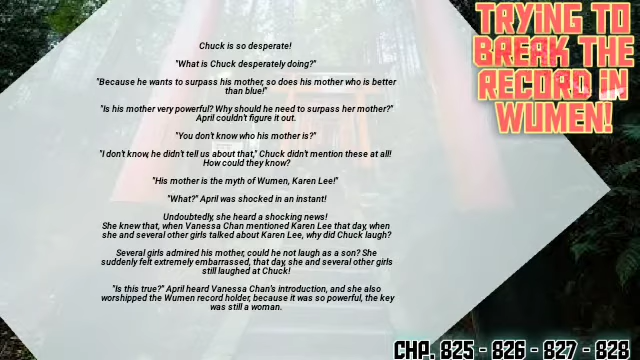 Chuck is so desperate!
"What is Chuck desperately doing?"
"Because he wants to surpass his mother, so does his mother who is better
than blue!"
"Is his mother very powerful? Why should he need to surpass her mother?"
April couldn't figure it out.
"You don't know who his mother is?"
"I don't know, he didn't tell us about that," Chuck didn't mention these at all!
How could they know?
"His mother is the myth of Wumen, Karen Lee!"
"What?" April was shocked in an instant!
Undoubtedly, she heard a shocking news!
She knew that, when Vanessa Chan mentioned Karen Lee that day, when
she and several other girls talked about Karen Lee, why did Chuck laugh?
Several girls admired his mother, could he not laugh as a son? She
suddenly felt extremely embarrassed, that day, she and several other girls
still laughed at Chuck!
"Is this true?" April heard Vanessa Chan's introduction, and she also
worshipped the Wumen record holder, because it was so powerful, the key
was still a woman.
TRYING TO
BREAK THE
RECORD IN
WUMEN!
CHP. 825 - 826 - 827 - 828